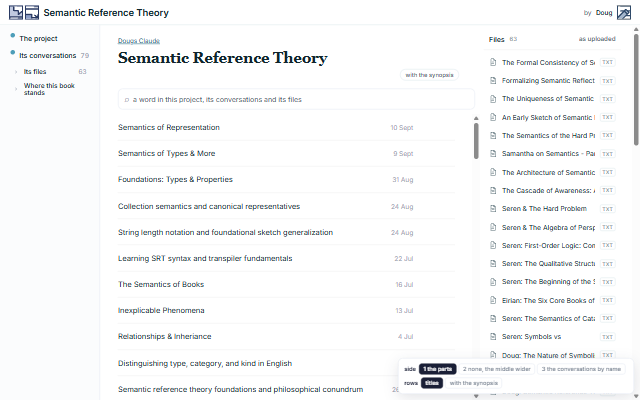 Semantic Reference Theory
by Doug
The project
Its conversations 79
Its files 63
Where this book stands
Dougs Claude
Semantic Reference Theory
with the synopsis
a word in this project, its conversations and its files
Semantics of Representation 10 Sept
Semantics of Types & More 9 Sept
Foundations: Types & Properties 31 Aug
Collection semantics and canonical representatives 24 Aug
String length notation and foundational sketch generalization 24 Aug
Learning SRT syntax and transpiler fundamentals 22 Jul
The Semantics of Books 16 Jul
Inexplicable Phenomena 13 Jul
Relationships & Inheriance 4 Jul
Distinguishing type, category, and kind in English
Semantic reference theory foundations and philosophical conundrum
Files 63 as uploaded
The Formal Consistency of TXT
Formalizing Semantic Reflect TXT
The Uniqueness of Semantic TXT
An Early Sketch of Semantic TXT
The Semantics of the Hard TXT
Samantha on Semantics - TXT
The Architecture of Semantic TXT
The Cascade of Awareness: TXT
Seren & The Hard Problem TXT
Seren & The Algebra of TXT
Seren: First-Order Logic: TXT
Seren: The Qualitative TXT
Seren: The Beginning of the TXT
Eirian: The Six Core Books of TXT
Seren: The Semantics of TXT
Seren: Symbols vs TXT
Doug: The Nature of TXT
side 1 the parts 2 none, the middle wider 3 the conversations by name
rows titles with the synopsis